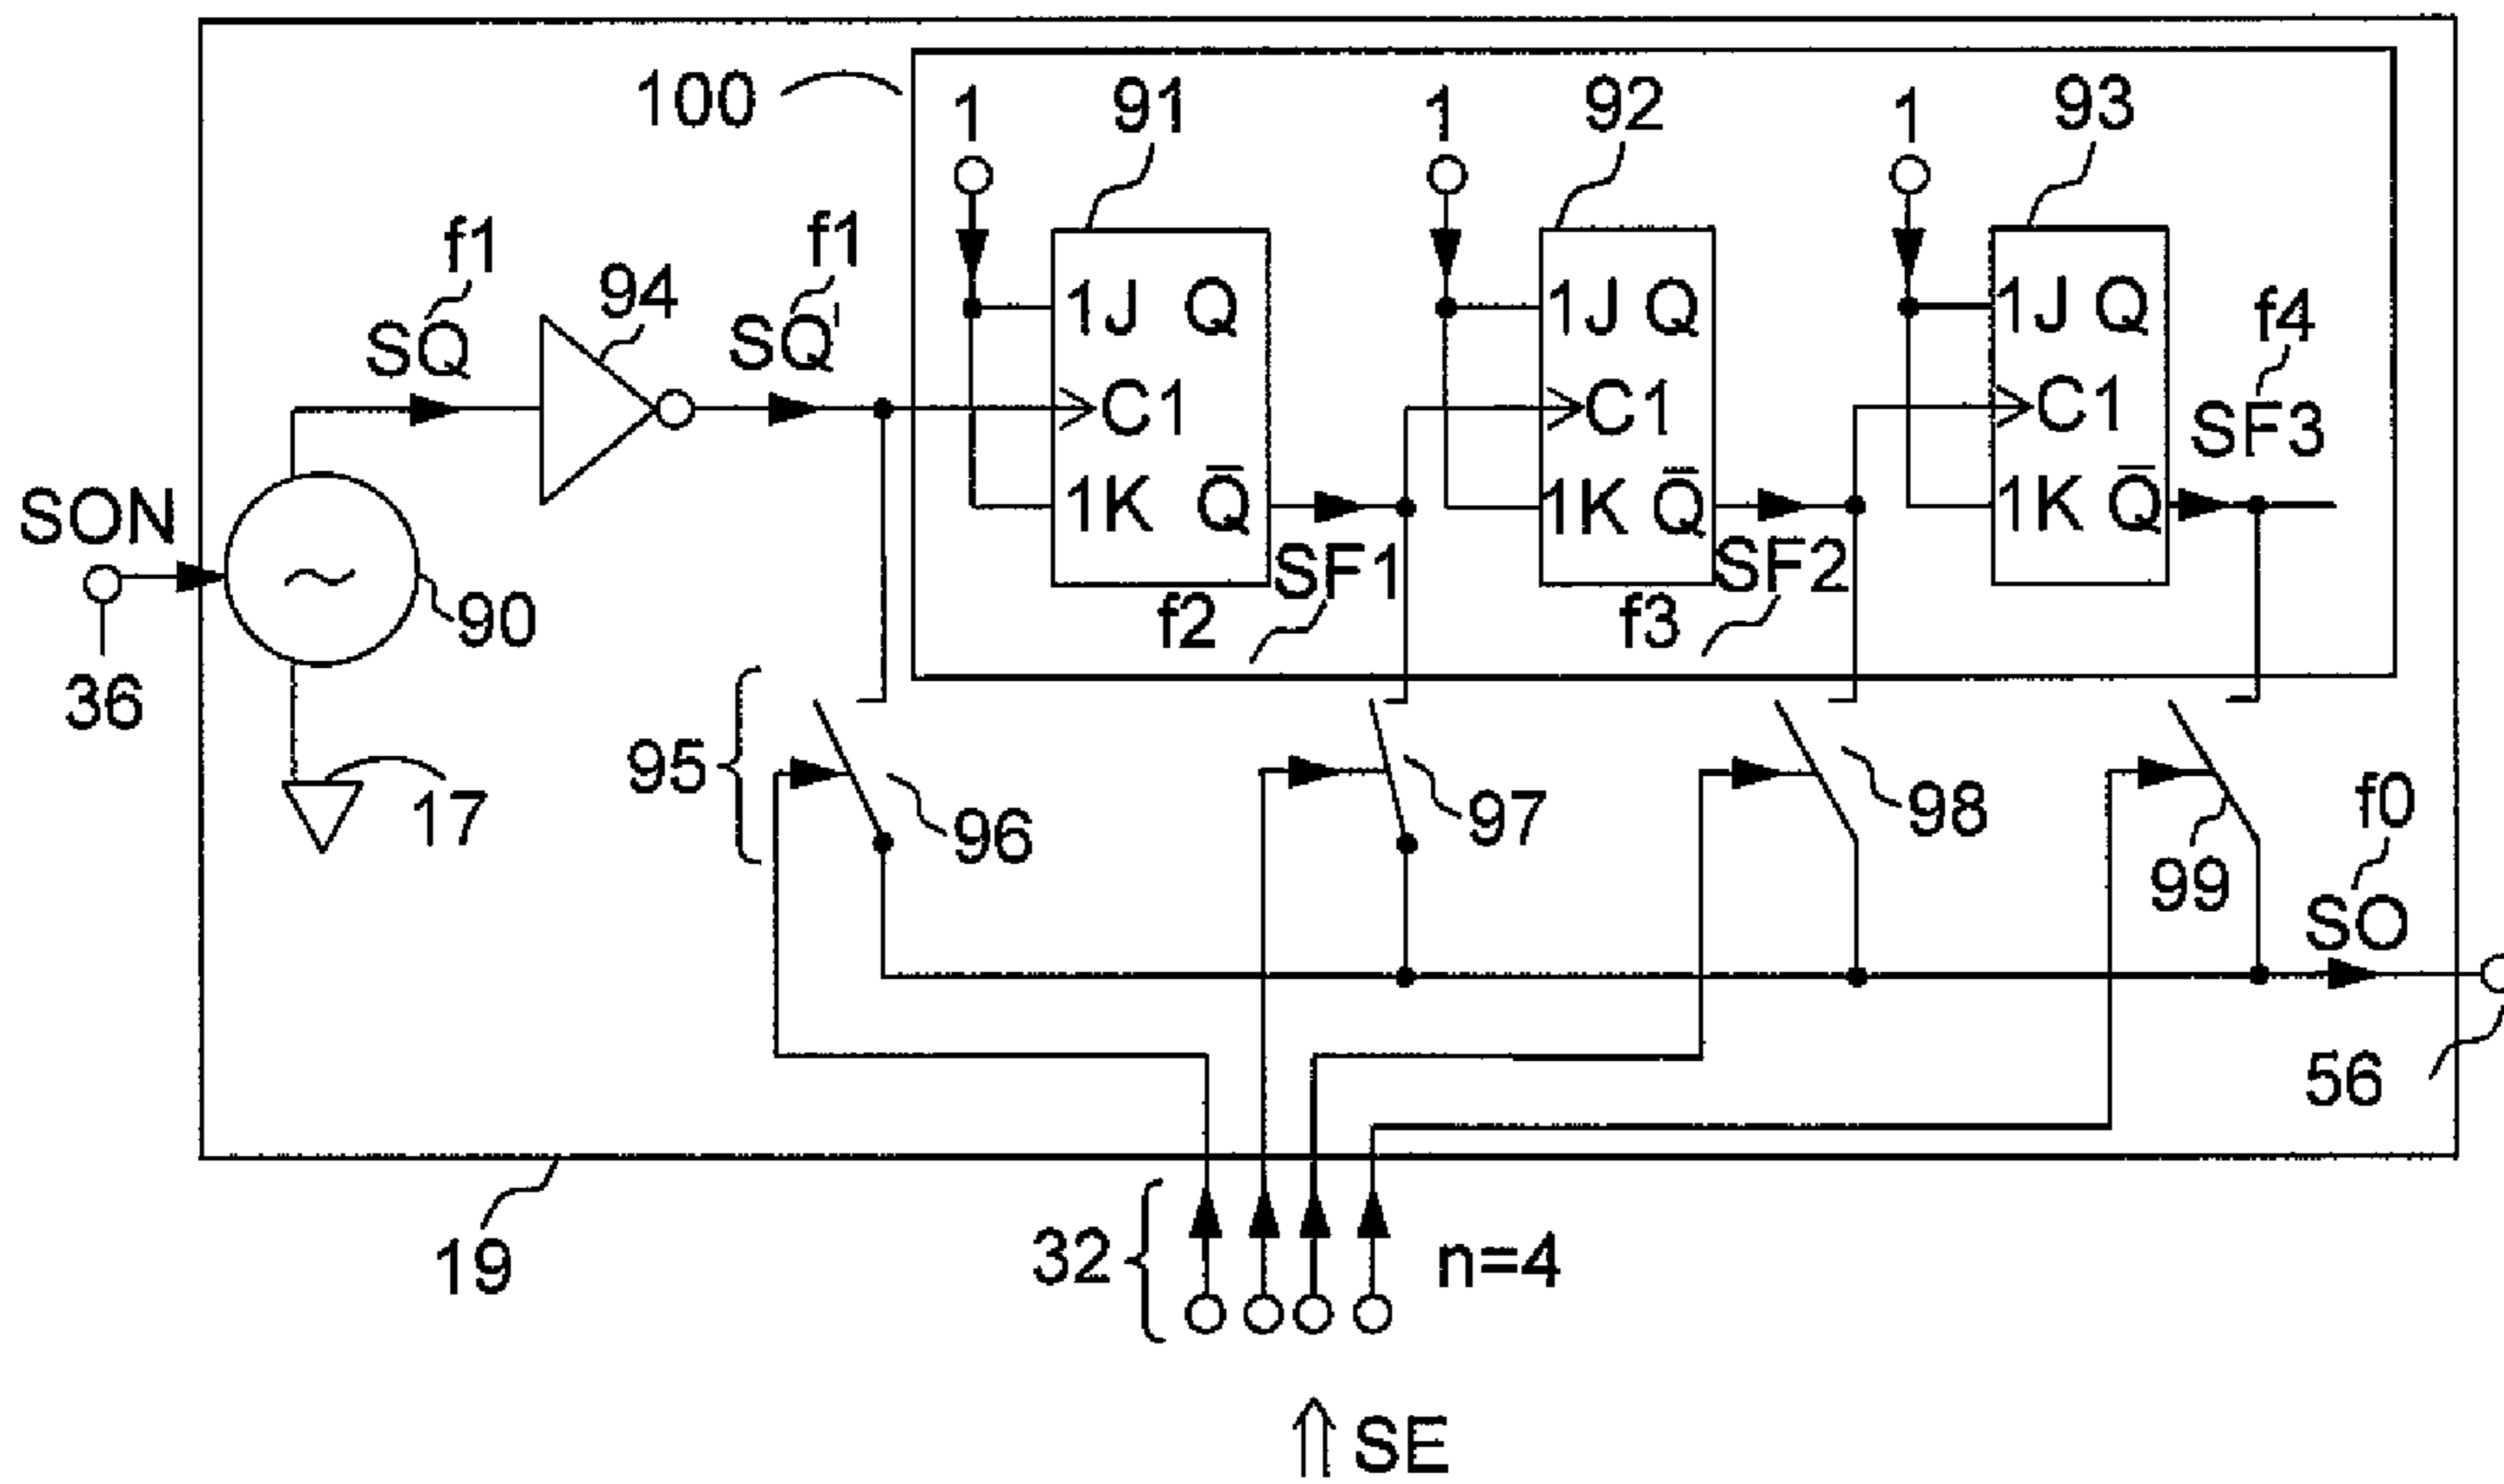 100
1
91
1
92
1
93
f1
94
f1
SQ
SQ'
1J Q
C1
1K Q̅
1J Q
C1
1K Q̅
1J Q
C1
1K Q̅
f4
SF3
SON
36
90
17
f2
SF1
f3
SF2
95
96
97
98
99
f0
SO
56
19
32
n=4
SE